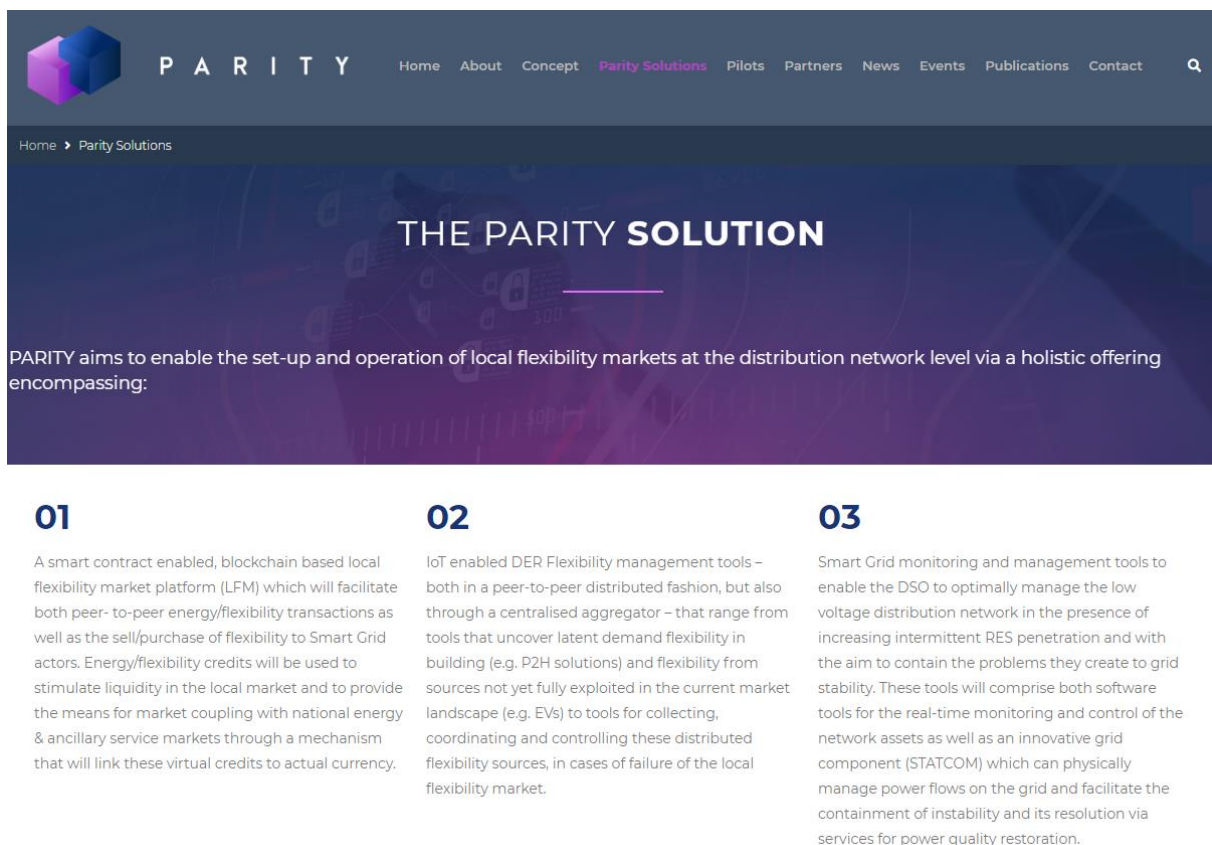 PARITY
Home About Concept Parity Solutions Pilots Partners News Events Publications Contact
Home > Parity Solutions
THE PARITY SOLUTION
PARITY aims to enable the set-up and operation of local flexibility markets at the distribution network level via a holistic offering
encompassing:
01
A smart contract enabled, blockchain based local
flexibility market platform (LFM) which will facilitate
both peer- to-peer energy/flexibility transactions as
well as the sell/purchase of flexibility to Smart Grid
actors. Energy/flexibility credits will be used to
stimulate liquidity in the local market and to provide
the means for market coupling with national energy
& ancillary service markets through a mechanism
that will link these virtual credits to actual currency.
02
IoT enabled DER Flexibility management tools –
both in a peer-to-peer distributed fashion, but also
through a centralised aggregator – that range from
tools that uncover latent demand flexibility in
building (e.g. P2H solutions) and flexibility from
sources not yet fully exploited in the current market
landscape (e.g. EVs) to tools for collecting,
coordinating and controlling these distributed
flexibility sources, in cases of failure of the local
flexibility market.
03
Smart Grid monitoring and management tools to
enable the DSO to optimally manage the low
voltage distribution network in the presence of
increasing intermittent RES penetration and with
the aim to contain the problems they create to grid
stability. These tools will comprise both software
tools for the real-time monitoring and control of the
network assets as well as an innovative grid
component (STATCOM) which can physically
manage power flows on the grid and facilitate the
containment of instability and its resolution via
services for power quality restoration.